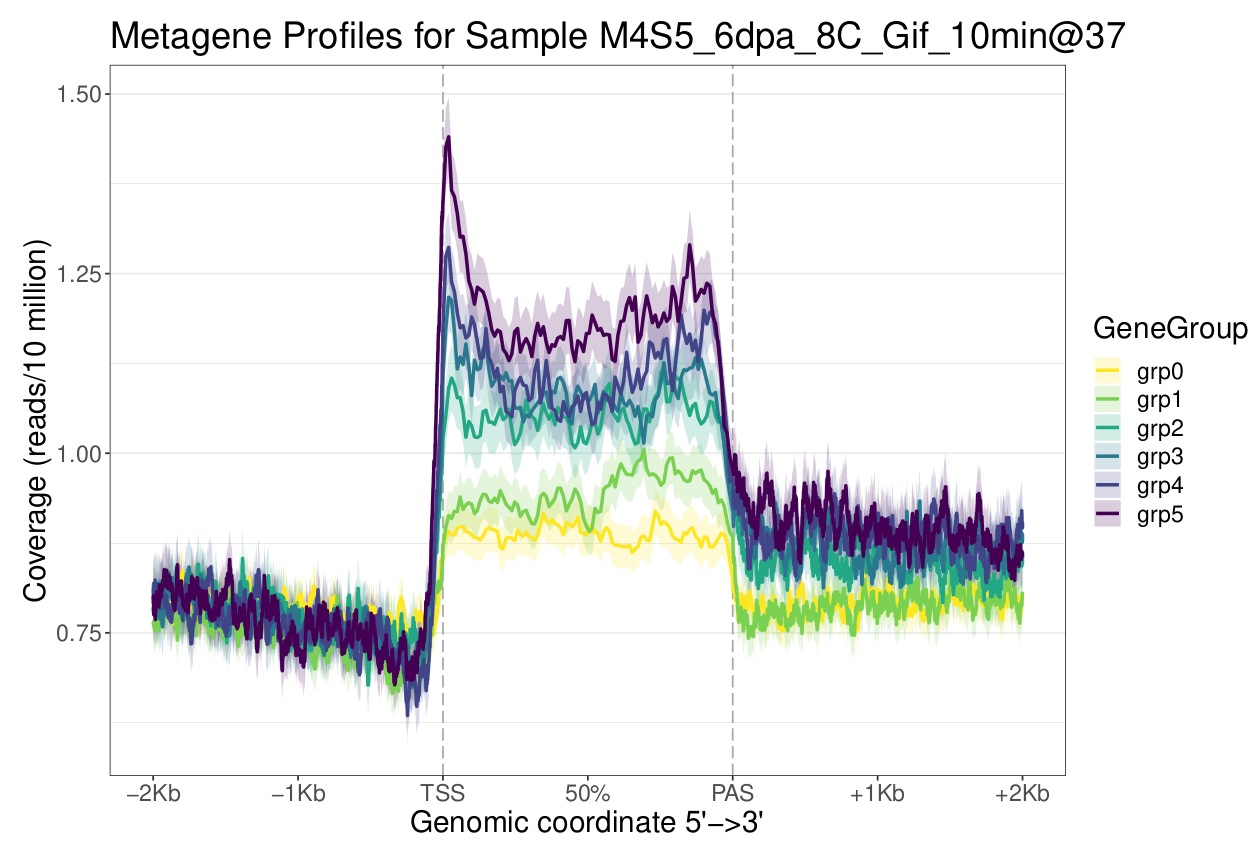 Metagene Profiles for Sample M4S5_6dpa_8C_Gif_10min@37
1.50
1.25
1.00
0.75
Coverage (reads/10 million)
−2Kb
−1Kb
TSS
50%
PAS
+1Kb
+2Kb
Genomic coordinate 5'−>3'
GeneGroup
grp0
grp1
grp2
grp3
grp4
grp5